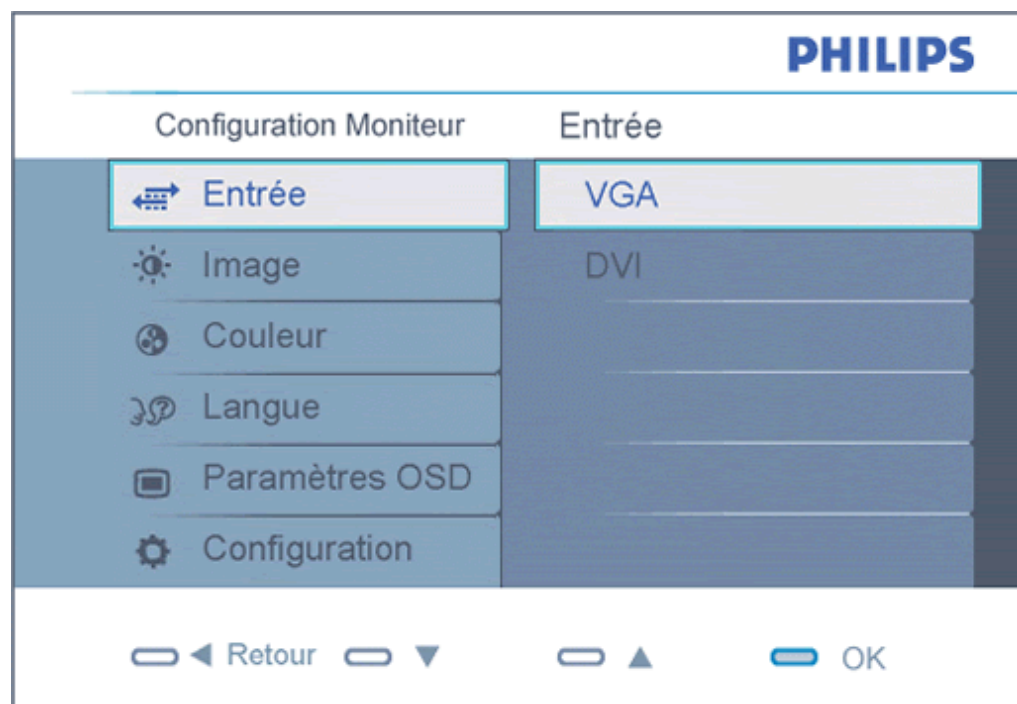 PHILIPS
Configuration Moniteur
Entrée
Entrée
VGA
Image
DVI
Couleur
Langue
Paramètres OSD
Configuration
Retour
OK